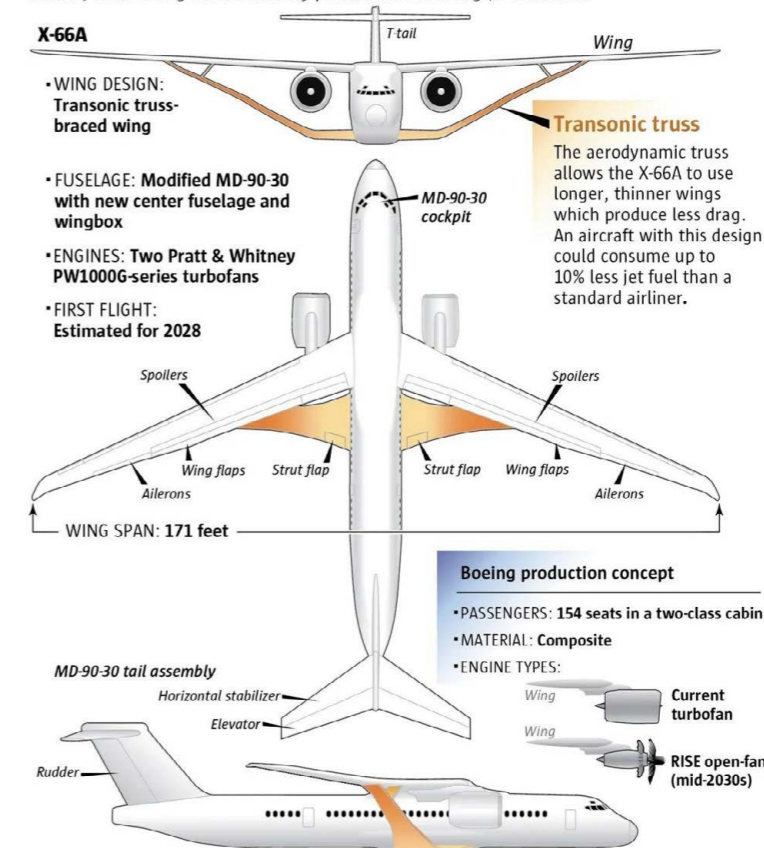 X-66A
T-tail
Wing
▪WING DESIGN:
Transonic truss-
braced wing
▪FUSELAGE: Modified MD-90-30
with new center fuselage and
wingbox
▪ENGINES: Two Pratt & Whitney
PW1000G-series turbofans
▪FIRST FLIGHT:
Estimated for 2028
Transonic truss
The aerodynamic truss
allows the X-66A to use
longer, thinner wings
which produce less drag.
An aircraft with this design
could consume up to
10% less jet fuel than a
standard airliner.
MD-90-30
cockpit
Spoilers
Spoilers
Wing flaps
Strut flap
Strut flap
Wing flaps
Ailerons
Ailerons
WING SPAN: 171 feet
Boeing production concept
▪PASSENGERS: 154 seats in a two-class cabin
▪MATERIAL: Composite
▪ENGINE TYPES:
Wing
Current
turbofan
Wing
RISE open-fan
(mid-2030s)
MD-90-30 tail assembly
Horizontal stabilizer
Elevator
Rudder